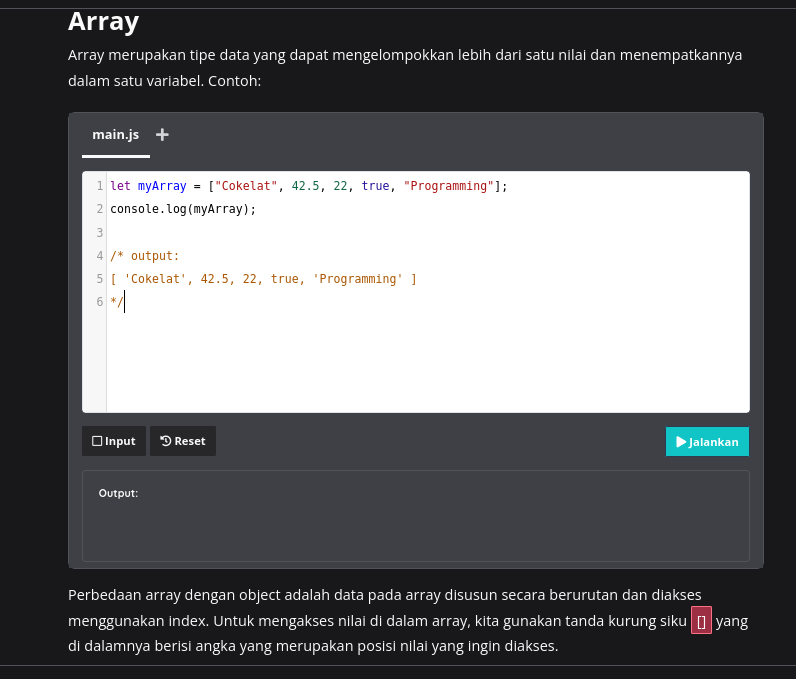 Array
Array merupakan tipe data yang dapat mengelompokkan lebih dari satu nilai dan menempatkannya
dalam satu variabel. Contoh:
main.js
1 let myArray = ["Cokelat", 42.5, 22, true, "Programming"];
2 console.log(myArray);
3
4 /* output:
5 [ 'Cokelat', 42.5, 22, true, 'Programming' ]
6 */
Input Reset Jalankan
Output:
Perbedaan array dengan object adalah data pada array disusun secara berurutan dan diakses
menggunakan index. Untuk mengakses nilai di dalam array, kita gunakan tanda kurung siku [] yang
di dalamnya berisi angka yang merupakan posisi nilai yang ingin diakses.